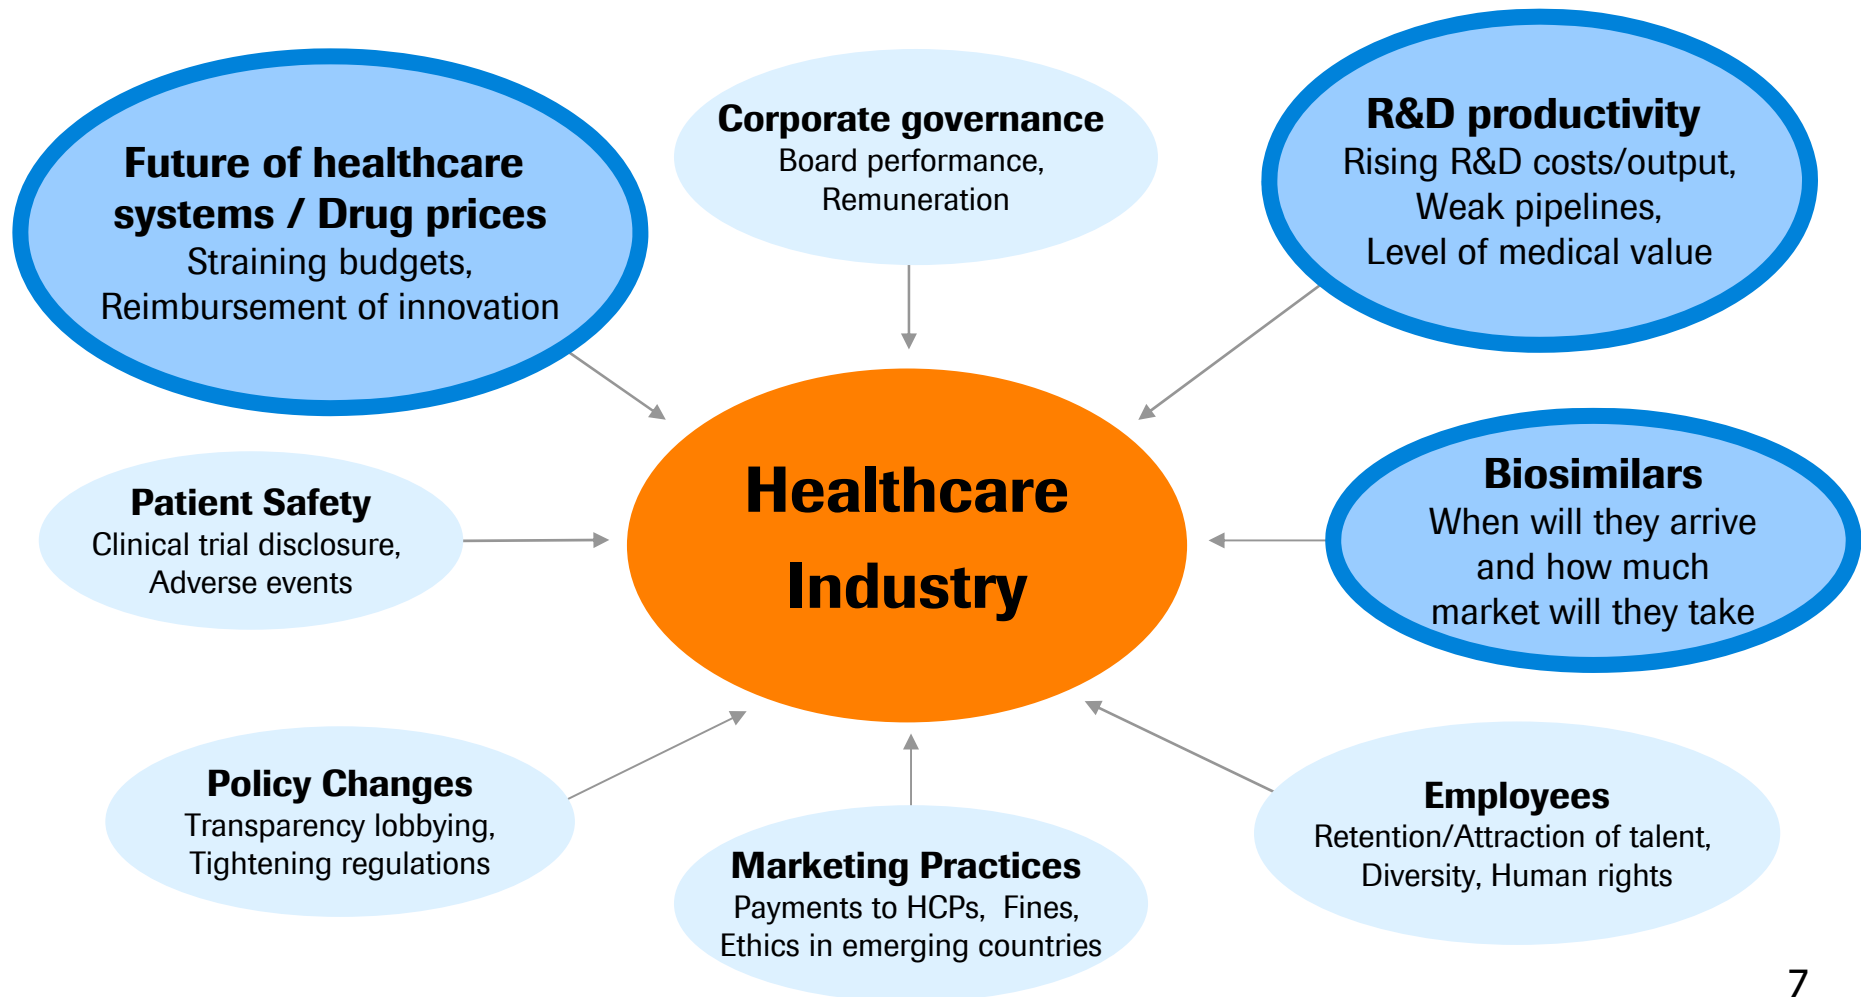 Future of healthcare
systems / Drug prices
Straining budgets,
Reimbursement of innovation
Corporate governance
Board performance,
Remuneration
R&D productivity
Rising R&D costs/output,
Weak pipelines,
Level of medical value
Healthcare
Industry
Patient Safety
Clinical trial disclosure,
Adverse events
Biosimilars
When will they arrive
and how much
market will they take
Policy Changes
Transparency lobbying,
Tightening regulations
Marketing Practices
Payments to HCPs,  Fines,
Ethics in emerging countries
Employees
Retention/Attraction of talent,
Diversity, Human rights
7